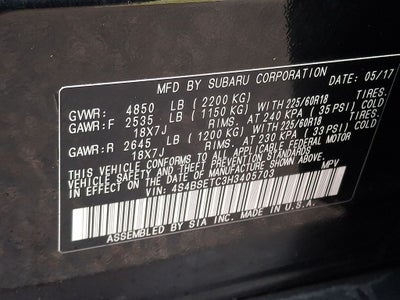 MFD BY SUBARU CORPORATION DATE: 05/17
GVWR: 4850 LB (2200 KG)
GAWR:F 2535 LB (1150 KG) WITH 225/60R18 TIRES.
18X7J RIMS. AT 240 KPA (35 PSI) COLD
GAWR:R 2645 LB (1200 KG) WITH 225/60R18 TIRES.
18X7J RIMS. AT 230 KPA (33 PSI) COLD
THIS VEHICLE CONFORMS TO ALL APPLICABLE FEDERAL MOTOR
VEHICLE SAFETY AND THEFT PREVENTION STANDARDS
IN EFFECT ON THE DATE OF MANUFACTURE SHOWN ABOVE.
VIN: 4S4BSETC3H3405703 MPV
ASSEMBLED BY SIA INC. MADE IN U.S.A.